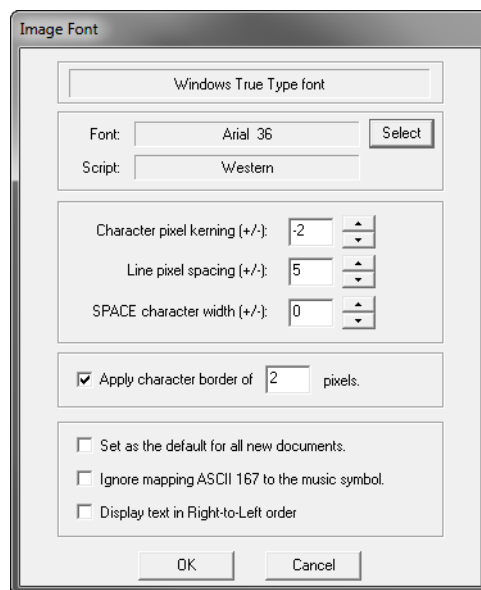 Image Font
Windows True Type font
Font: Arial 36 Select
Script: Western
Character pixel kerning (+/-): -2
Line pixel spacing (+/-): 5
SPACE character width (+/-): 0
Apply character border of 2 pixels.
Set as the default for all new documents.
Ignore mapping ASCII 167 to the music symbol.
Display text in Right-to-Left order
OK Cancel